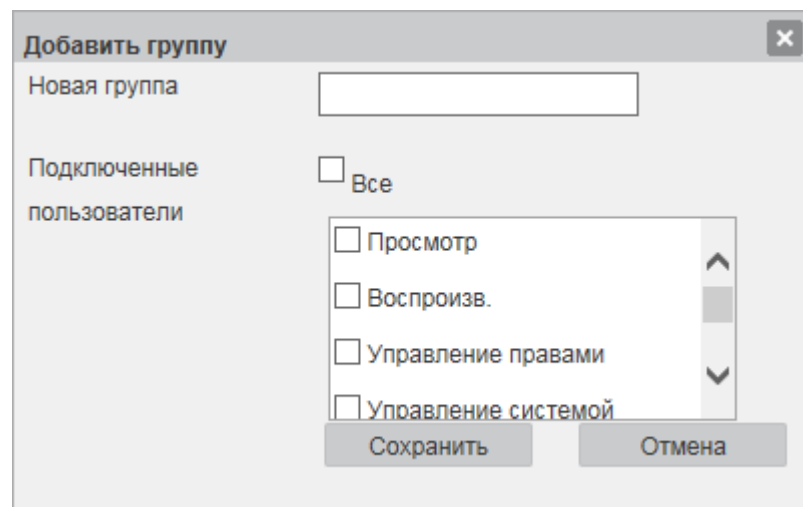 Добавить группу
Новая группа
Подключенные
пользователи
Все
Просмотр
Воспроизв.
Управление правами
Управление системой
Сохранить
Отмена